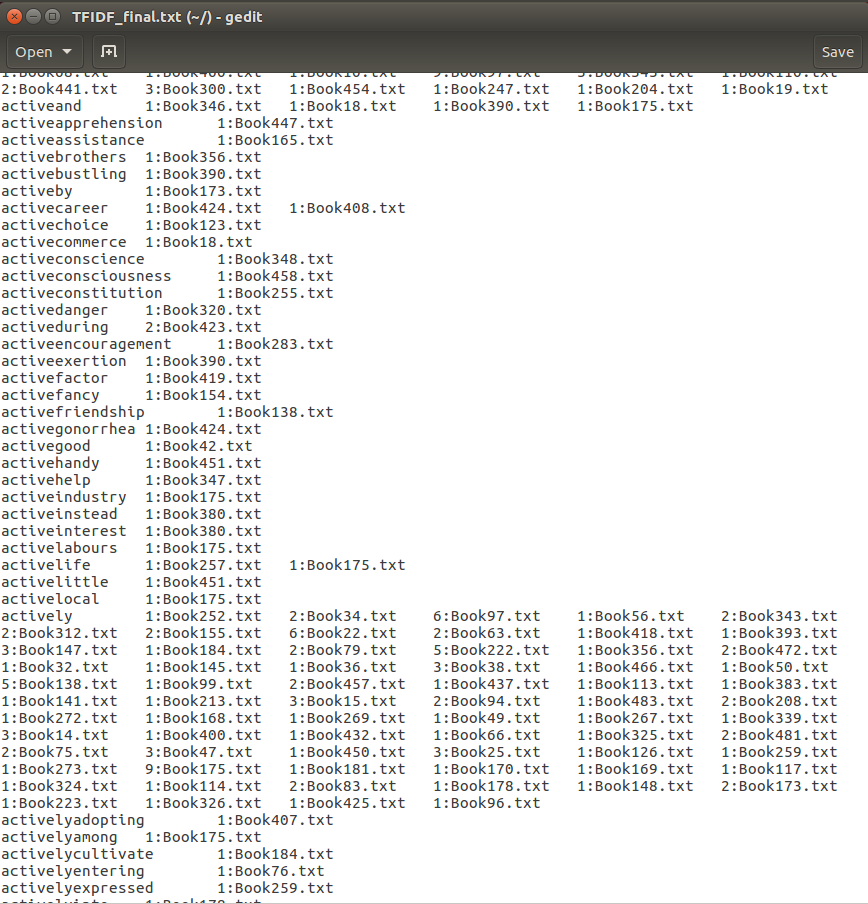 TFIDF_final.txt (~/) - gedit
Open
Save
1:Book68.txt 1:Book460.txt 1:Book16.txt 9:Book97.txt 3:Book343.txt 1:Book110.txt
2:Book441.txt 3:Book300.txt 1:Book454.txt 1:Book247.txt 1:Book204.txt 1:Book19.txt
activeand 1:Book346.txt 1:Book18.txt 1:Book390.txt 1:Book175.txt
activeapprehension 1:Book447.txt
activeassistance 1:Book165.txt
activebrothers 1:Book356.txt
activebustling 1:Book390.txt
activeby 1:Book173.txt
activecareer 1:Book424.txt 1:Book408.txt
activechoice 1:Book123.txt
activecommerce 1:Book18.txt
activeconscience 1:Book348.txt
activeconsciousness 1:Book458.txt
activeconstitution 1:Book255.txt
activedanger 1:Book320.txt
activeduring 2:Book423.txt
activeencouragement 1:Book283.txt
activeexertion 1:Book390.txt
activefactor 1:Book419.txt
activefancy 1:Book154.txt
activefriendship 1:Book138.txt
activegonorrhea 1:Book424.txt
activegood 1:Book42.txt
activehandy 1:Book451.txt
activehelp 1:Book347.txt
activeindustry 1:Book175.txt
activeinstead 1:Book380.txt
activeinterest 1:Book380.txt
activelabours 1:Book175.txt
activelife 1:Book257.txt 1:Book175.txt
activelittle 1:Book451.txt
activelocal 1:Book175.txt
actively 1:Book252.txt 2:Book34.txt 6:Book97.txt 1:Book56.txt 2:Book343.txt
2:Book312.txt 2:Book155.txt 6:Book22.txt 2:Book63.txt 1:Book418.txt 1:Book393.txt
3:Book147.txt 1:Book184.txt 2:Book79.txt 5:Book222.txt 1:Book356.txt 2:Book472.txt
1:Book32.txt 1:Book145.txt 1:Book36.txt 3:Book38.txt 1:Book466.txt 1:Book50.txt
5:Book138.txt 1:Book99.txt 2:Book457.txt 1:Book437.txt 1:Book113.txt 1:Book383.txt
1:Book141.txt 1:Book213.txt 3:Book15.txt 2:Book94.txt 1:Book483.txt 2:Book208.txt
1:Book272.txt 1:Book168.txt 1:Book269.txt 1:Book49.txt 1:Book267.txt 1:Book339.txt
3:Book14.txt 1:Book400.txt 1:Book432.txt 1:Book66.txt 1:Book325.txt 2:Book481.txt
2:Book75.txt 3:Book47.txt 1:Book450.txt 3:Book25.txt 1:Book126.txt 1:Book259.txt
1:Book273.txt 9:Book175.txt 1:Book181.txt 1:Book170.txt 1:Book169.txt 1:Book117.txt
1:Book324.txt 1:Book114.txt 2:Book83.txt 1:Book178.txt 1:Book148.txt 2:Book173.txt
1:Book223.txt 1:Book326.txt 1:Book425.txt 1:Book96.txt
activelyadopting 1:Book407.txt
activelyamong 1:Book175.txt
activelycultivate 1:Book184.txt
activelyentering 1:Book76.txt
activelyexpressed 1:Book259.txt